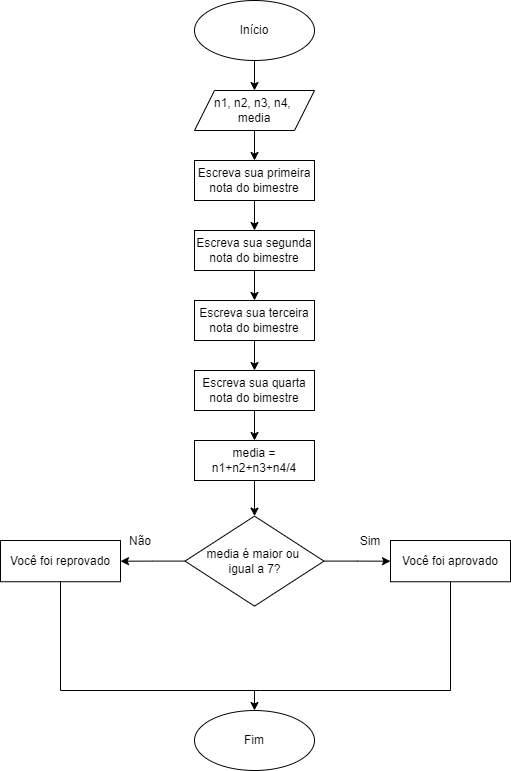 Início
n1, n2, n3, n4,
media
Escreva sua primeira
nota do bimestre
Escreva sua segunda
nota do bimestre
Escreva sua terceira
nota do bimestre
Escreva sua quarta
nota do bimestre
media =
n1+n2+n3+n4/4
media é maior ou
igual a 7?
Não
Sim
Você foi reprovado
Você foi aprovado
Fim